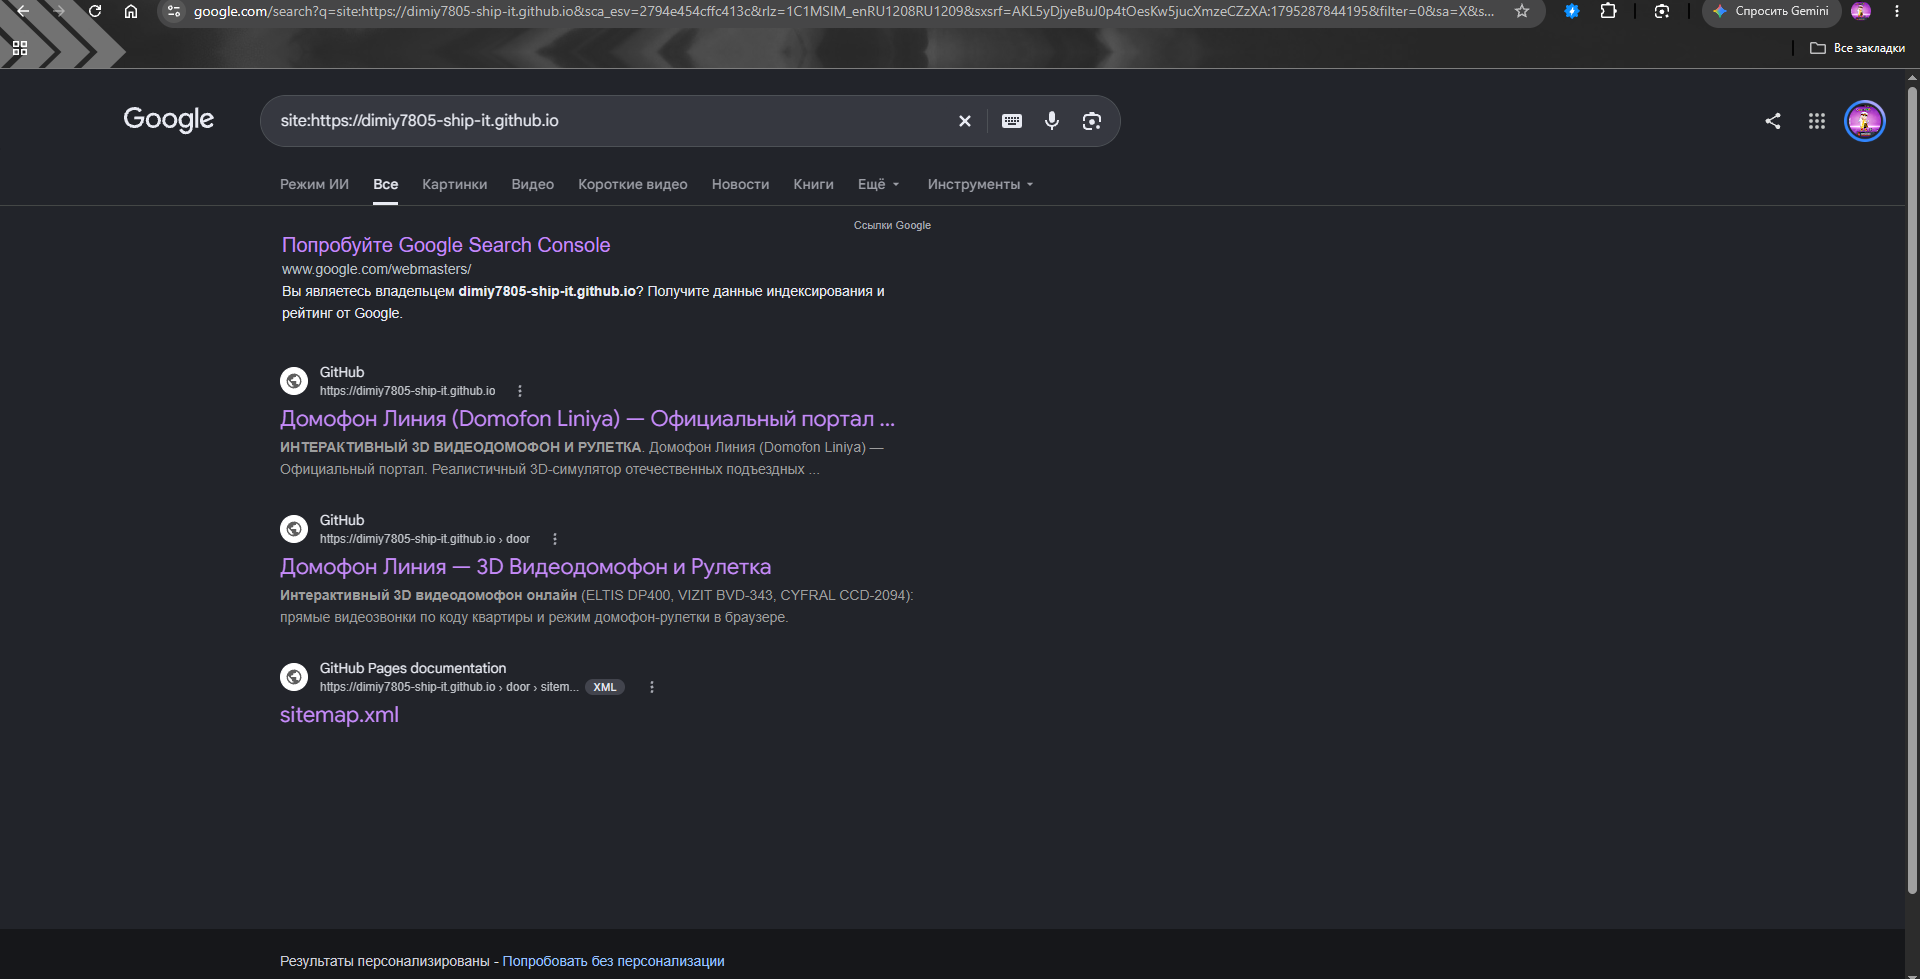 google.com/search?q=site:https://dimiy7805-ship-it.github.io&sca_esv=2794e454cffc413c&rlz=1C1MSIM_enRU1208RU1209&sxsrf=AKL5yDjyeBuJ0p4tOesKw5jucXmzeCZzXA:1795287844195&filter=0&sa=X&s...
Спросить Gemini
Все закладки
Google
site:https://dimiy7805-ship-it.github.io
Режим ИИ
Все
Картинки
Видео
Короткие видео
Новости
Книги
Ещё
Инструменты
Ссылки Google
Попробуйте Google Search Console
www.google.com/webmasters/
Вы являетесь владельцем dimiy7805-ship-it.github.io? Получите данные индексирования и
рейтинг от Google.
GitHub
https://dimiy7805-ship-it.github.io
Домофон Линия (Domofon Liniya) — Официальный портал ...
ИНТЕРАКТИВНЫЙ 3D ВИДЕОДОМОФОН И РУЛЕТКА. Домофон Линия (Domofon Liniya) —
Официальный портал. Реалистичный 3D-симулятор отечественных подъездных ...
GitHub
https://dimiy7805-ship-it.github.io › door
Домофон Линия — 3D Видеодомофон и Рулетка
Интерактивный 3D видеодомофон онлайн (ELTIS DP400, VIZIT BVD-343, CYFRAL CCD-2094):
прямые видеозвонки по коду квартиры и режим домофон-рулетки в браузере.
GitHub Pages documentation
https://dimiy7805-ship-it.github.io › door › sitem... XML
sitemap.xml
Результаты персонализированы - Попробовать без персонализации